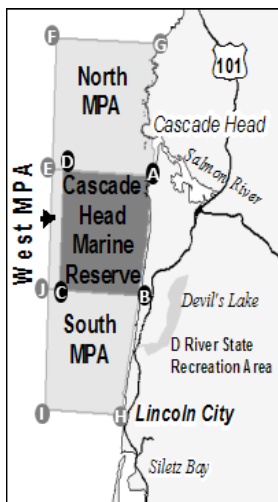 F
G
North
MPA
101
Cascade Head
Salmon River
E
D
A
Cascade
Head
Marine
Reserve
West MPA
J
C
B
South
MPA
Devil's Lake
D River State
Recreation Area
I
H
Lincoln City
Siletz Bay